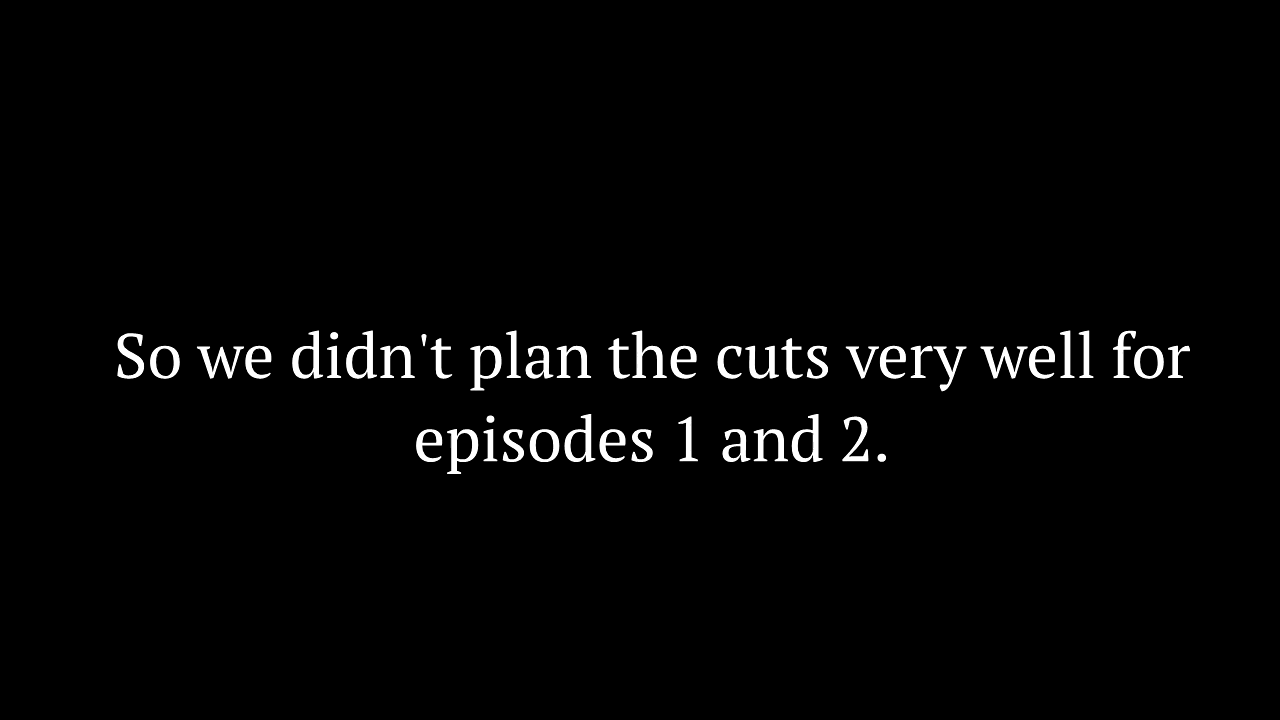 So we didn't plan the cuts very well for
episodes 1 and 2.